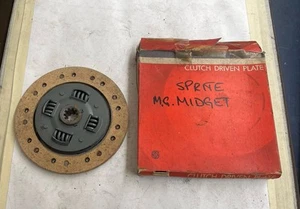 CLUTCH DRIVEN PLATE
SPRITE
MG. MIDGET